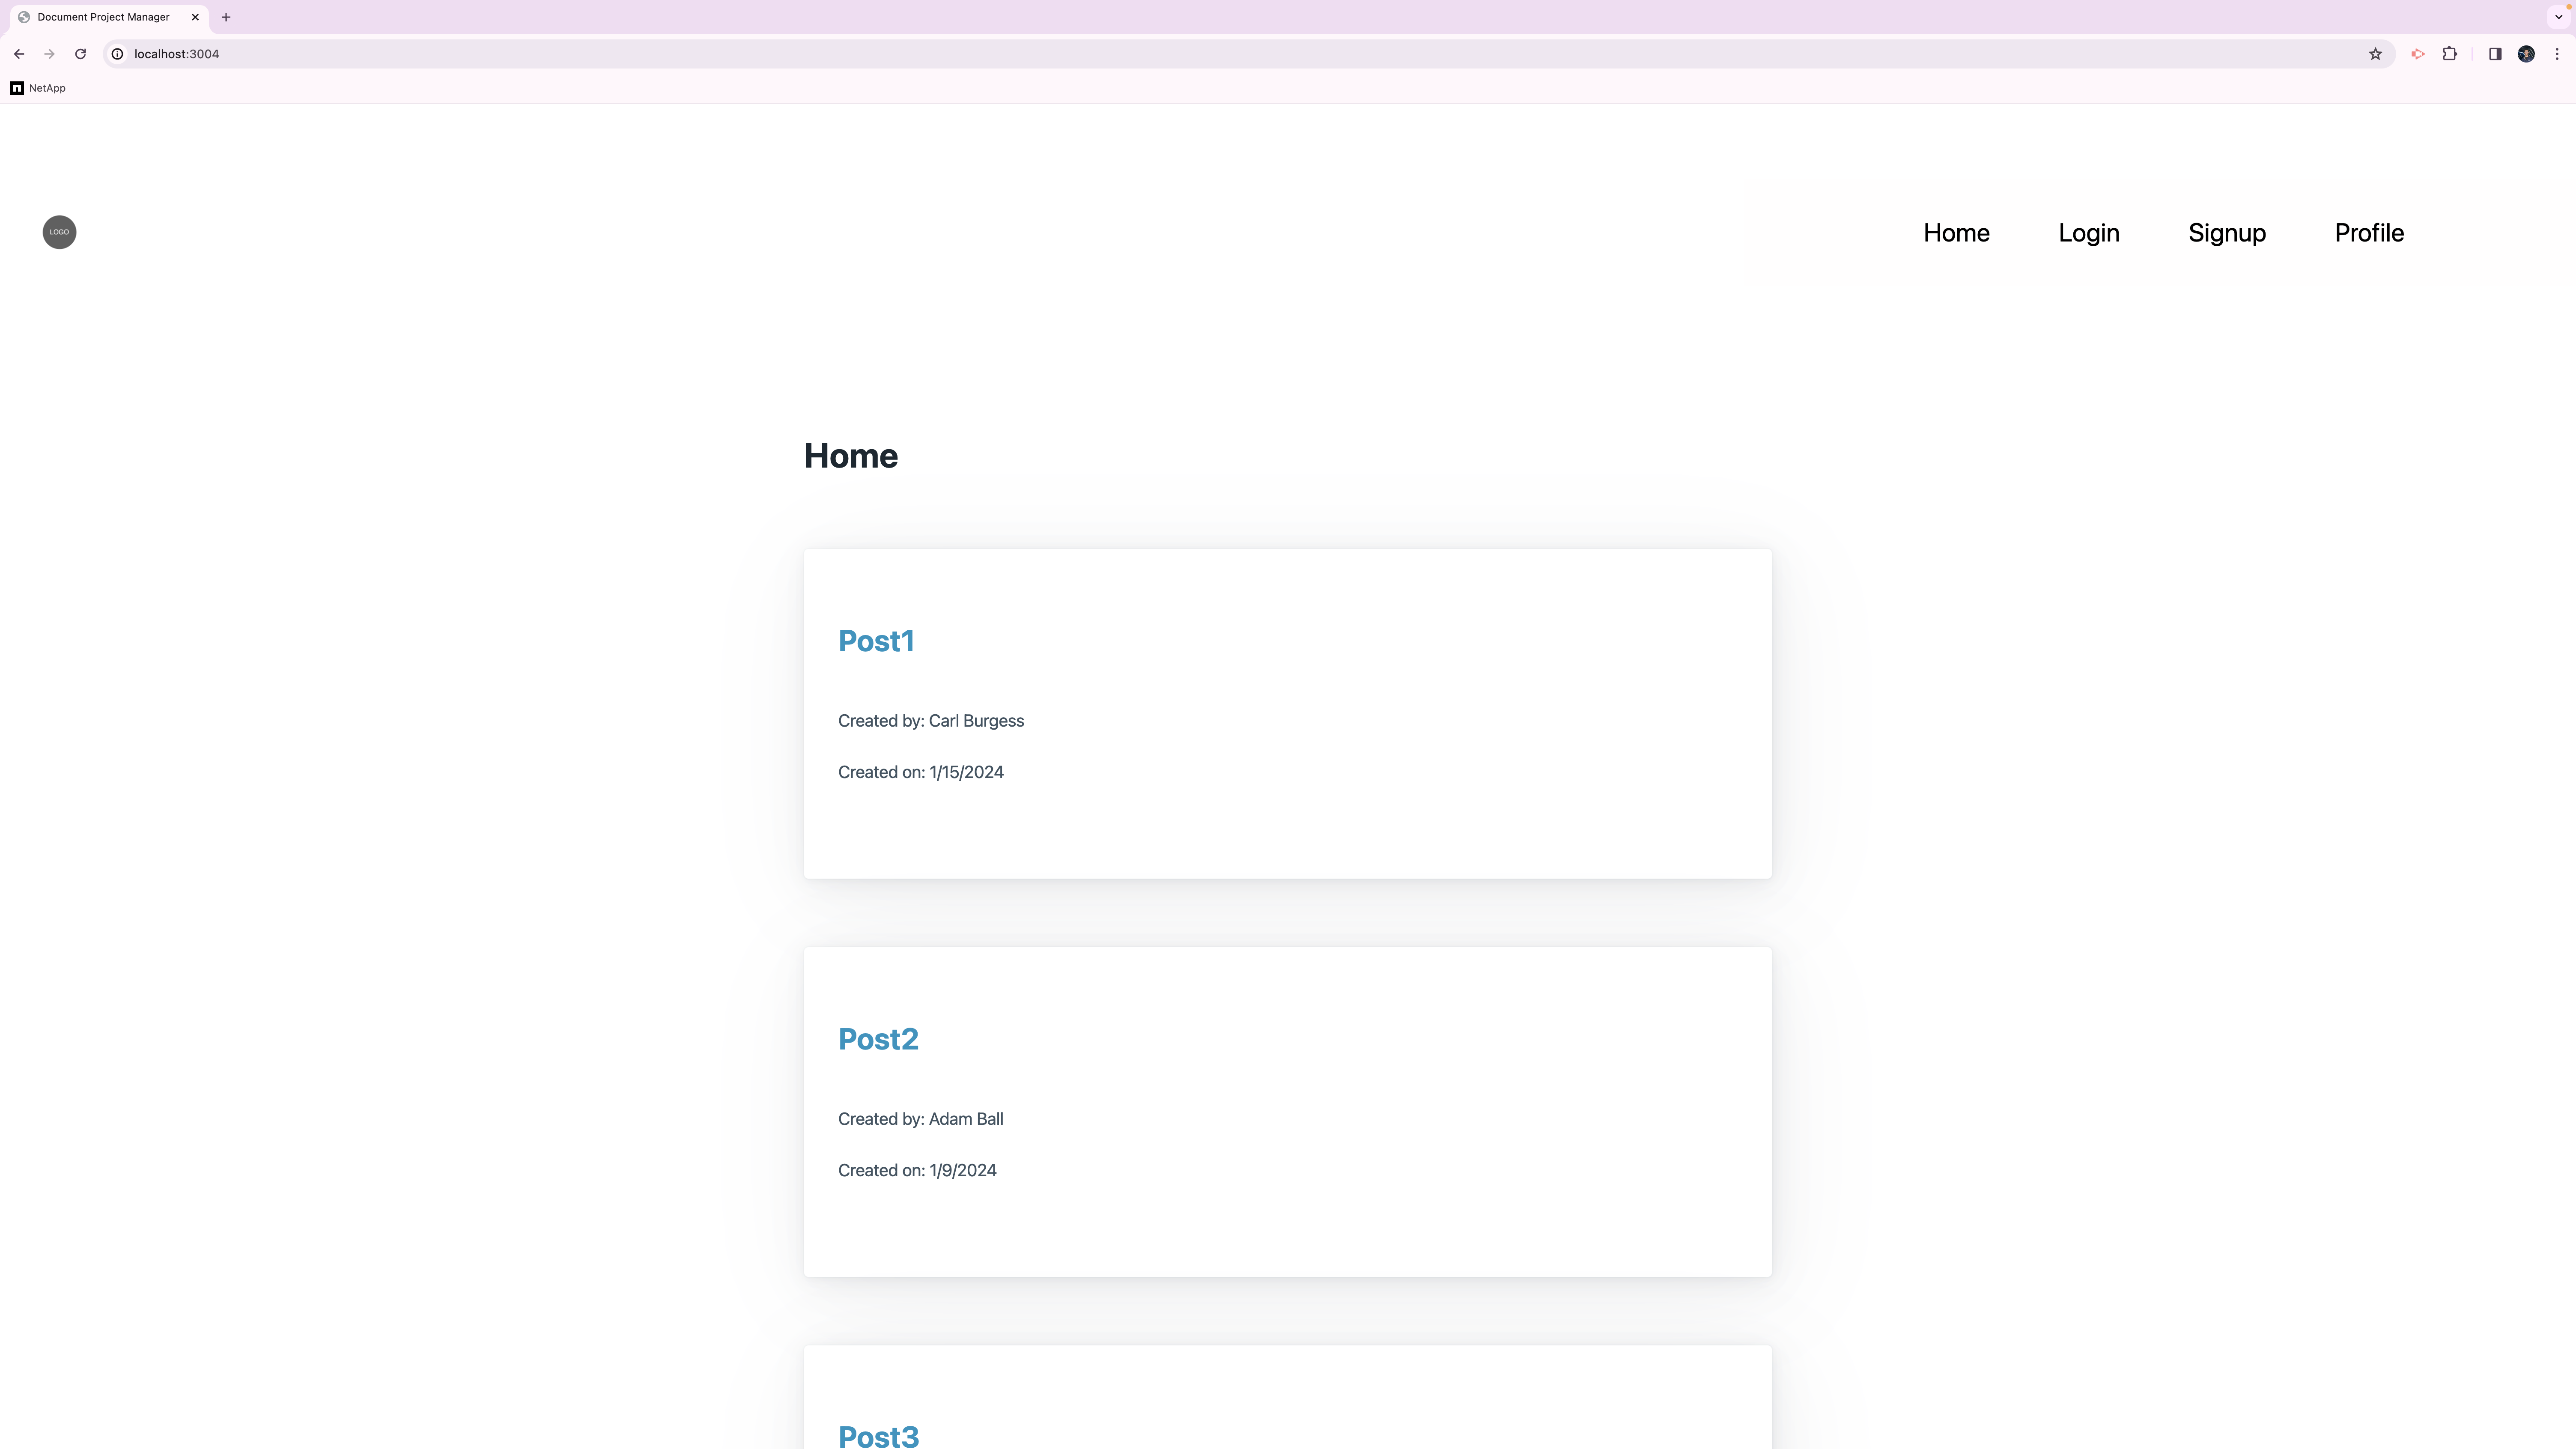 Document Project Manager
localhost:3004
NetApp
LOGO
Home Login Signup Profile
Home
Post1
Created by: Carl Burgess
Created on: 1/15/2024
Post2
Created by: Adam Ball
Created on: 1/9/2024
Post3